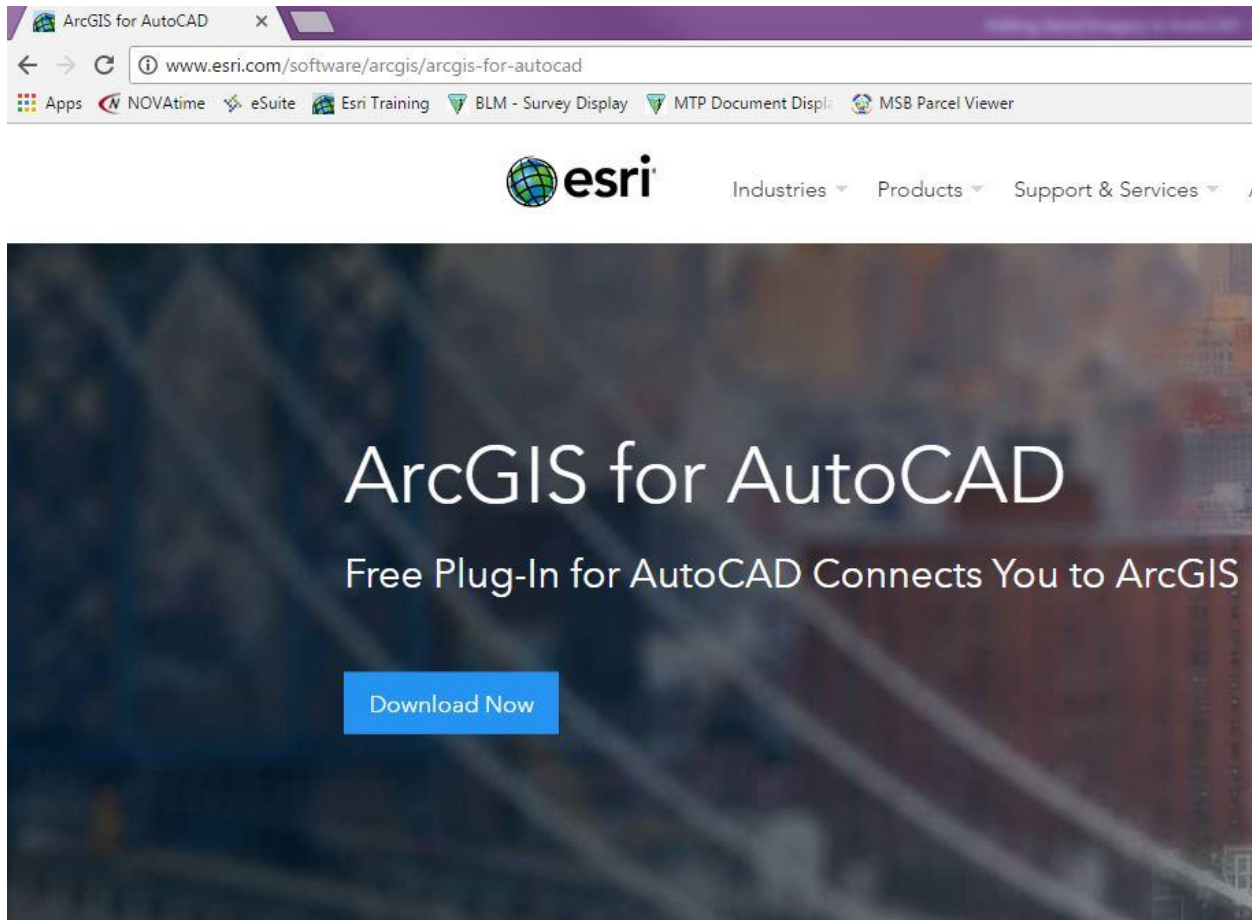 ArcGIS for AutoCAD
www.esri.com/software/arcgis/arcgis-for-autocad
Apps NOVAtime eSuite Esri Training BLM - Survey Display MTP Document Displ MSB Parcel Viewer
esri Industries Products Support & Services
ArcGIS for AutoCAD
Free Plug-In for AutoCAD Connects You to ArcGIS
Download Now